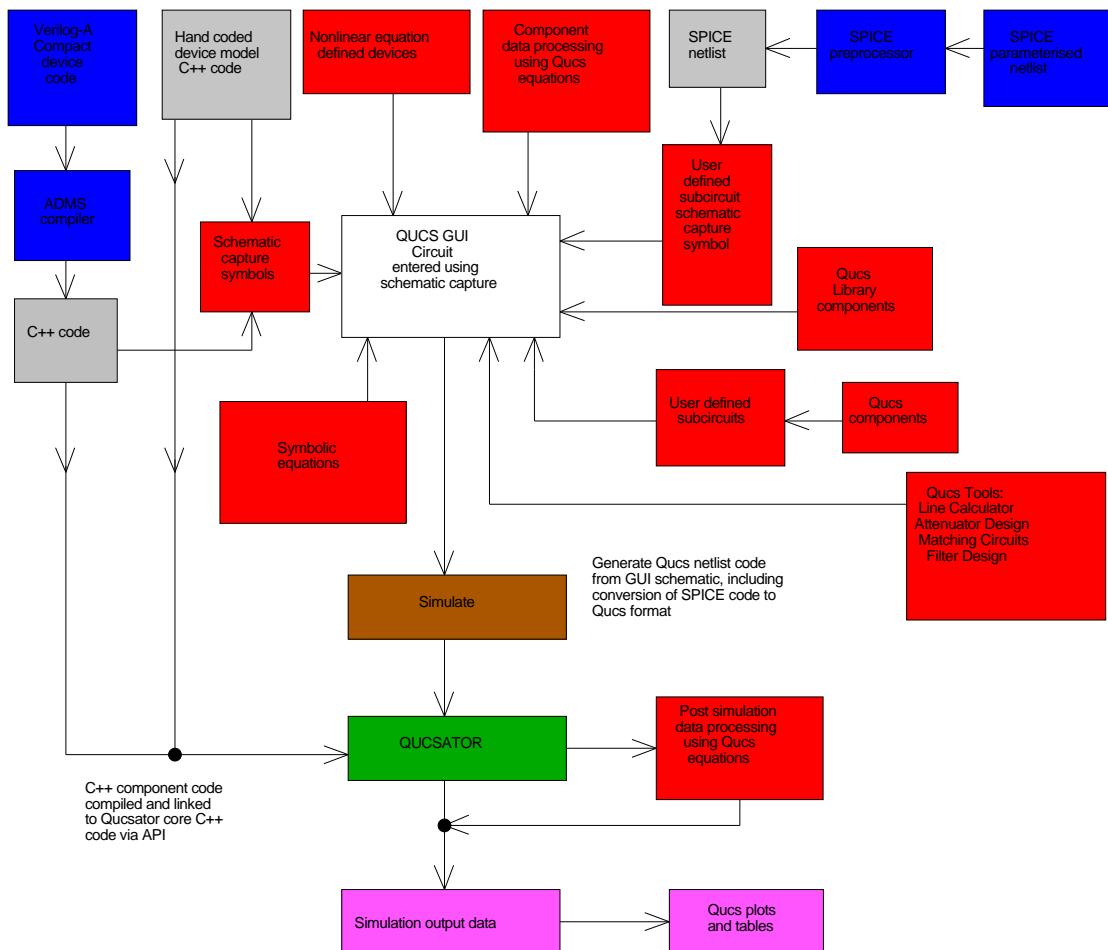 Verilog-A
Compact
device
code
Hand coded
device model
C++ code
Nonlinear equation
defined devices
Component
data processing
using Qucs
equations
SPICE
netlist
SPICE
preprocessor
SPICE
parameterised
netlist
ADMS
compiler
User
defined
subcircuit
schematic
capture
symbol
Schematic
capture
symbols
QUCS GUI
Circuit
entered using
schematic capture
Qucs
Library
components
C++ code
User defined
subcircuits
Qucs
components
Symbolic
equations
Qucs Tools:
Line Calculator
Attenuator Design
Matching Circuits
Filter Design
Generate Qucs netlist code
from GUI schematic, including
conversion of SPICE code to
Qucs format
Simulate
QUCSATOR
Post simulation
data processing
using Qucs
equations
C++ component code
compiled and linked
to Qucsator core C++
code via API
Simulation output data
Qucs plots
and tables